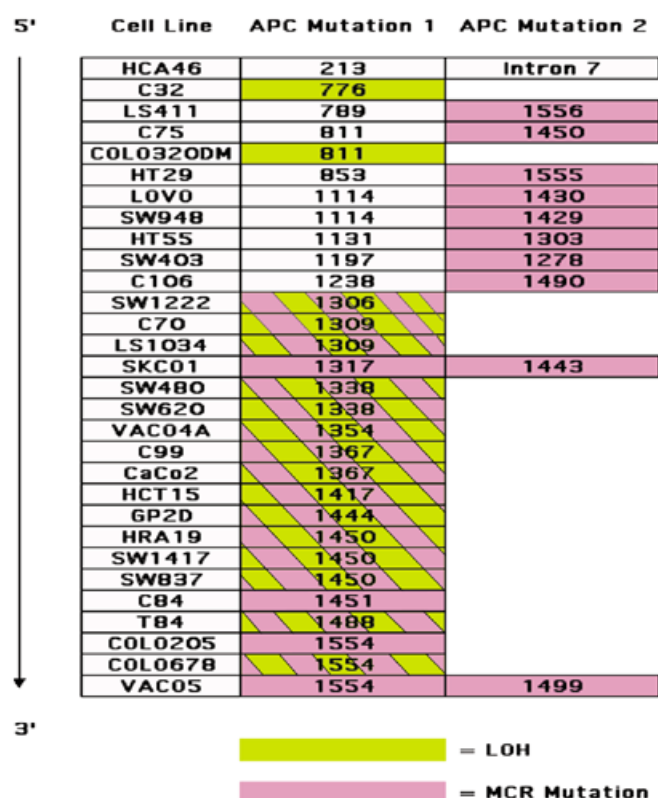 5' Cell Line APC Mutation 1 APC Mutation 2
HCA46 213 Intron 7
C32 776
LS411 789 1556
C75 811 1450
COLO320DM 811
HT29 853 1555
LOVO 1114 1430
SW948 1114 1429
HT55 1131 1303
SW403 1197 1278
C106 1238 1490
SW1222 1306
C70 1309
LS1034 1309
SKCO1 1317 1443
SW480 1338
SW620 1338
VACO4A 1354
C99 1367
CaCo2 1367
HCT15 1417
GP2D 1444
HRA19 1450
SW1417 1450
SW837 1450
C84 1451
T84 1488
COLO205 1554
COLO678 1554
VACO5 1554 1499
3'
= LOH
= MCR Mutation